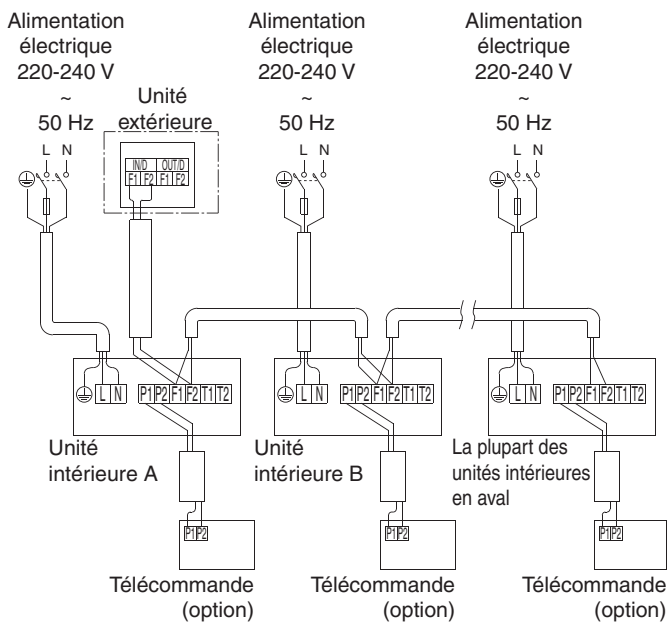 Alimentation
électrique
220-240 V
~
50 Hz
L N
Unité
extérieure
IN/D OUT/D
F1 F2 F1 F2
Alimentation
électrique
220-240 V
~
50 Hz
L N
Alimentation
électrique
220-240 V
~
50 Hz
L N
L N
P1 P2 F1 F2 T1 T2
Unité
intérieure A
L N
P1 P2 F1 F2 T1 T2
Unité
intérieure B
L N
P1 P2 F1 F2 T1 T2
La plupart des
unités intérieures
en aval
P1 P2
Télécommande
(option)
P1 P2
Télécommande
(option)
P1 P2
Télécommande
(option)